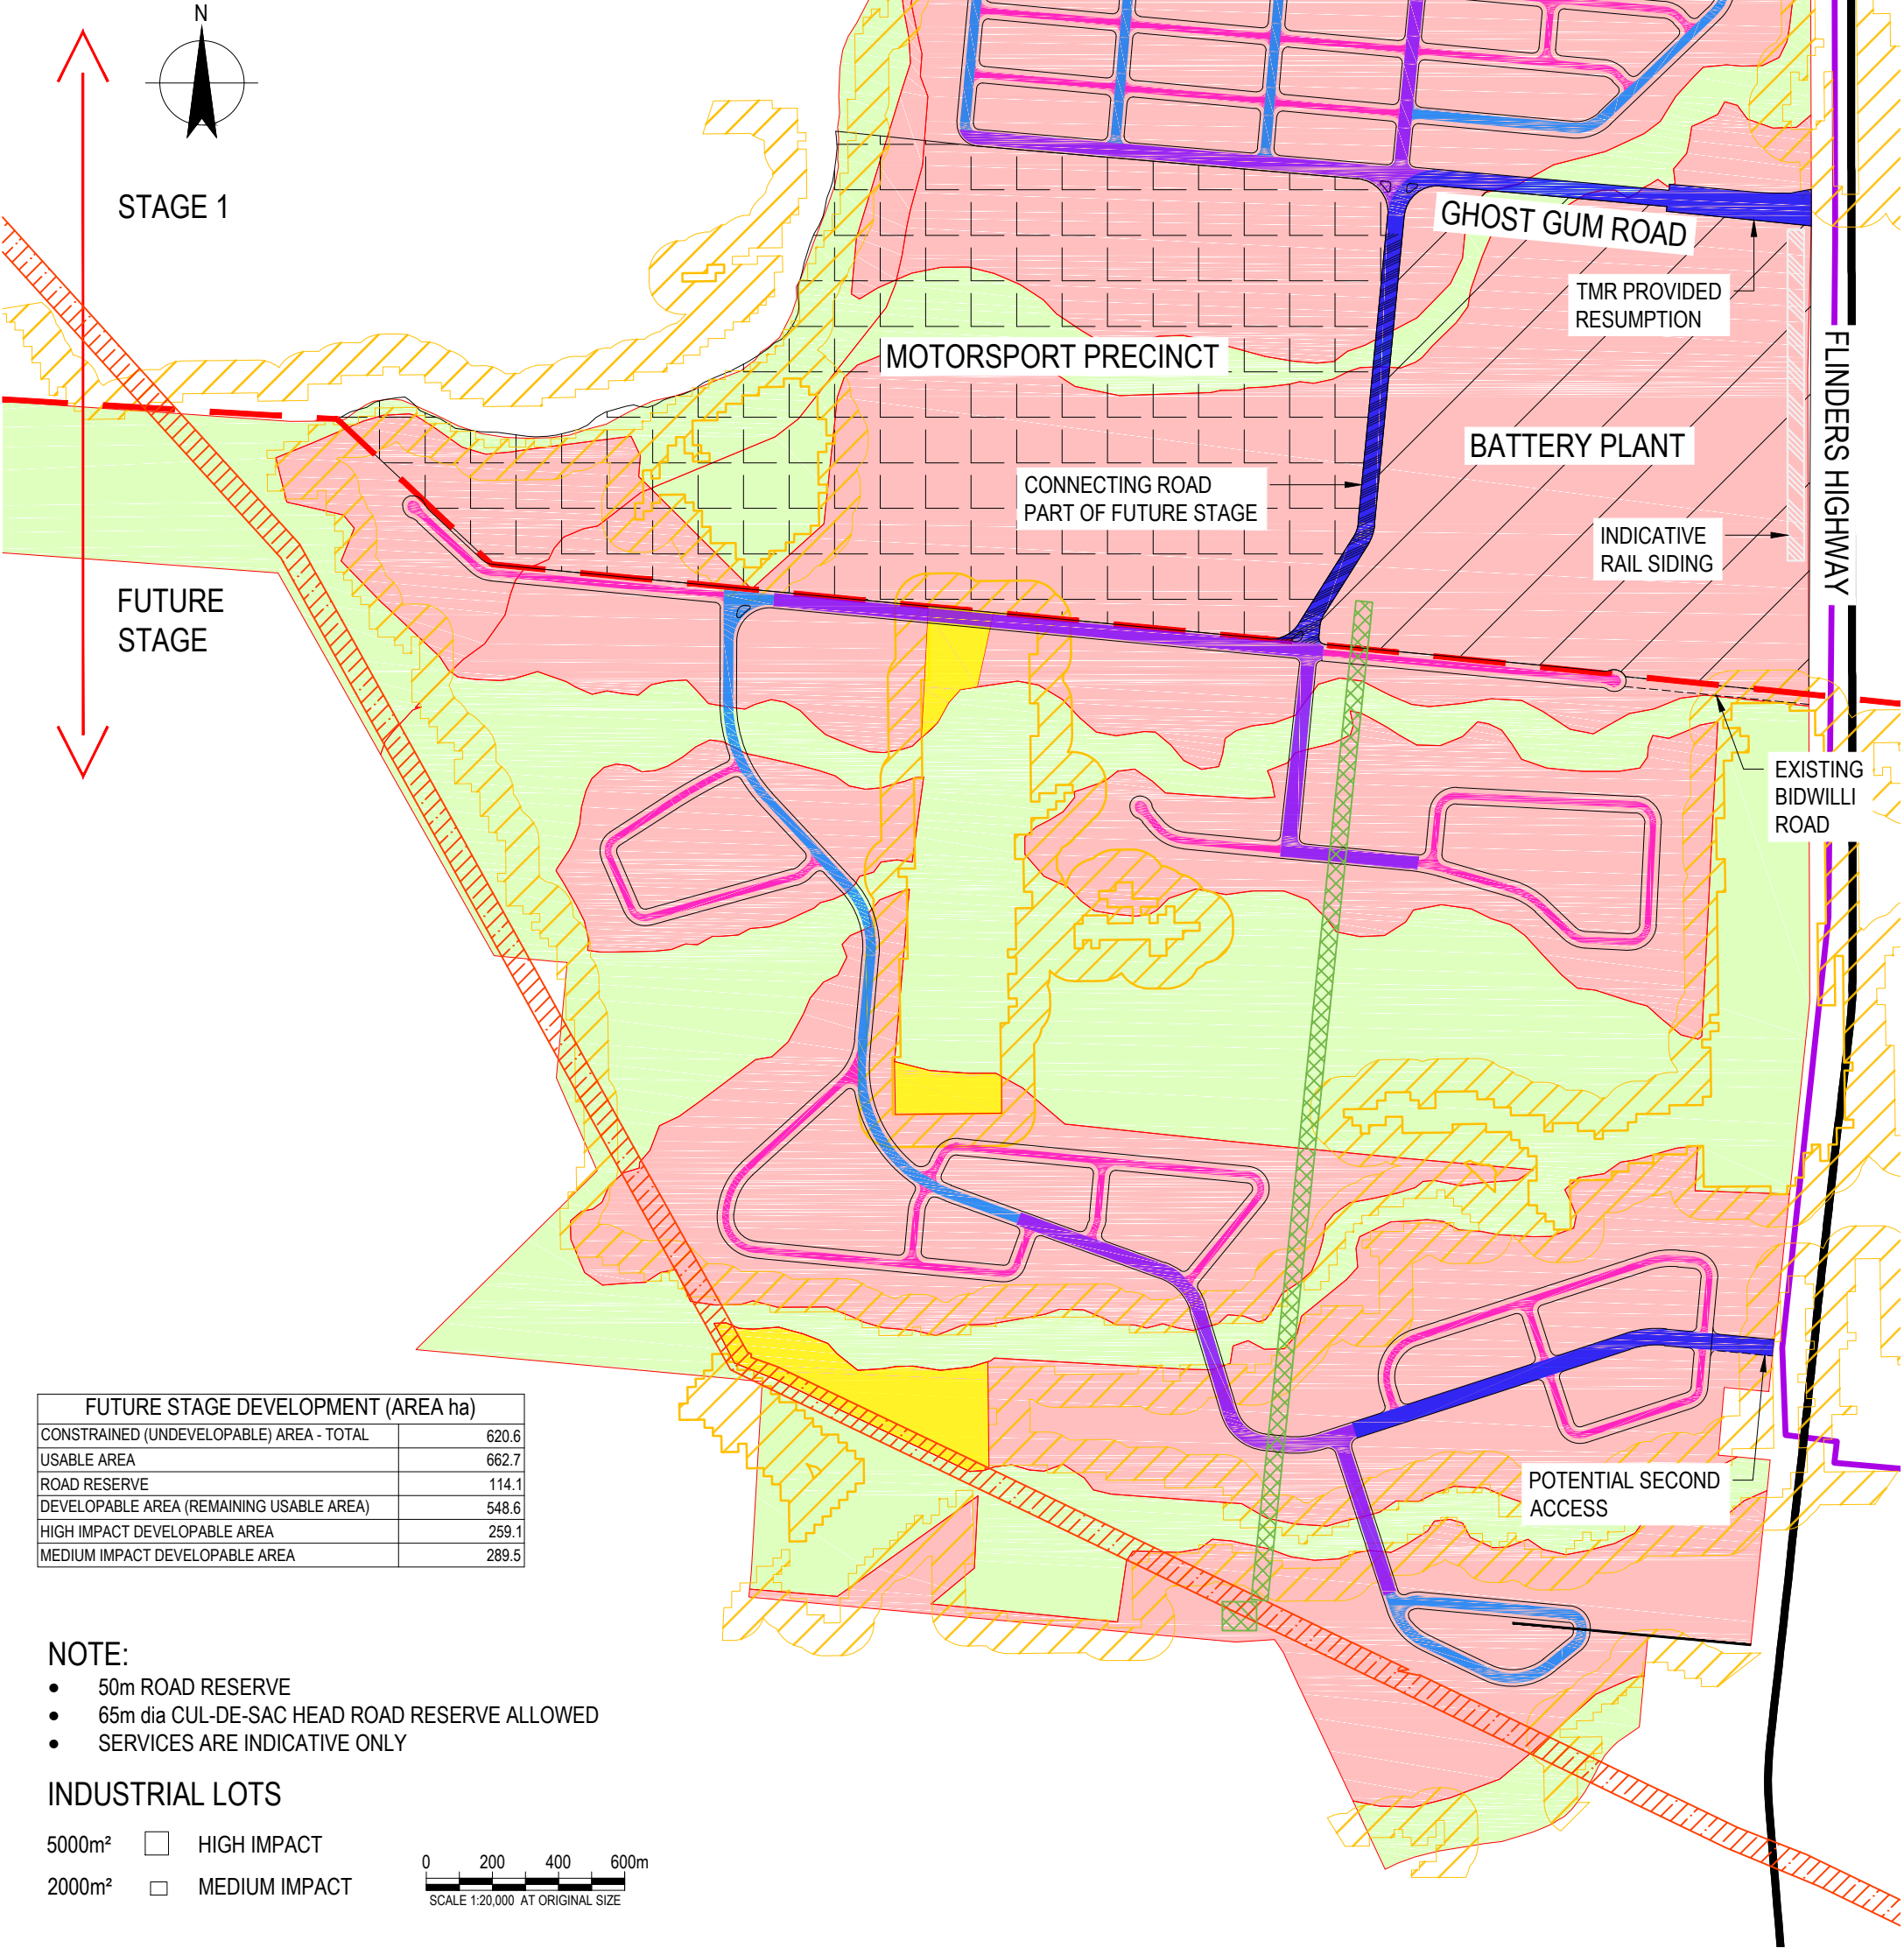 N
STAGE 1
GHOST GUM ROAD
TMR PROVIDED
RESUMPTION
MOTORSPORT PRECINCT
FLINDERS HIGHWAY
BATTERY PLANT
CONNECTING ROAD
PART OF FUTURE STAGE
INDICATIVE
RAIL SIDING
FUTURE
STAGE
EXISTING
BIDWILLI
ROAD
FUTURE STAGE DEVELOPMENT (AREA ha)
CONSTRAINED (UNDEVELOPABLE) AREA - TOTAL 620.6
USABLE AREA 662.7
ROAD RESERVE 114.1
DEVELOPABLE AREA (REMAINING USABLE AREA) 548.6
HIGH IMPACT DEVELOPABLE AREA 259.1
MEDIUM IMPACT DEVELOPABLE AREA 289.5
POTENTIAL SECOND
ACCESS
NOTE:
• 50m ROAD RESERVE
• 65m dia CUL-DE-SAC HEAD ROAD RESERVE ALLOWED
• SERVICES ARE INDICATIVE ONLY
INDUSTRIAL LOTS
5000m² HIGH IMPACT
2000m² MEDIUM IMPACT
0 200 400 600m
SCALE 1:20,000 AT ORIGINAL SIZE